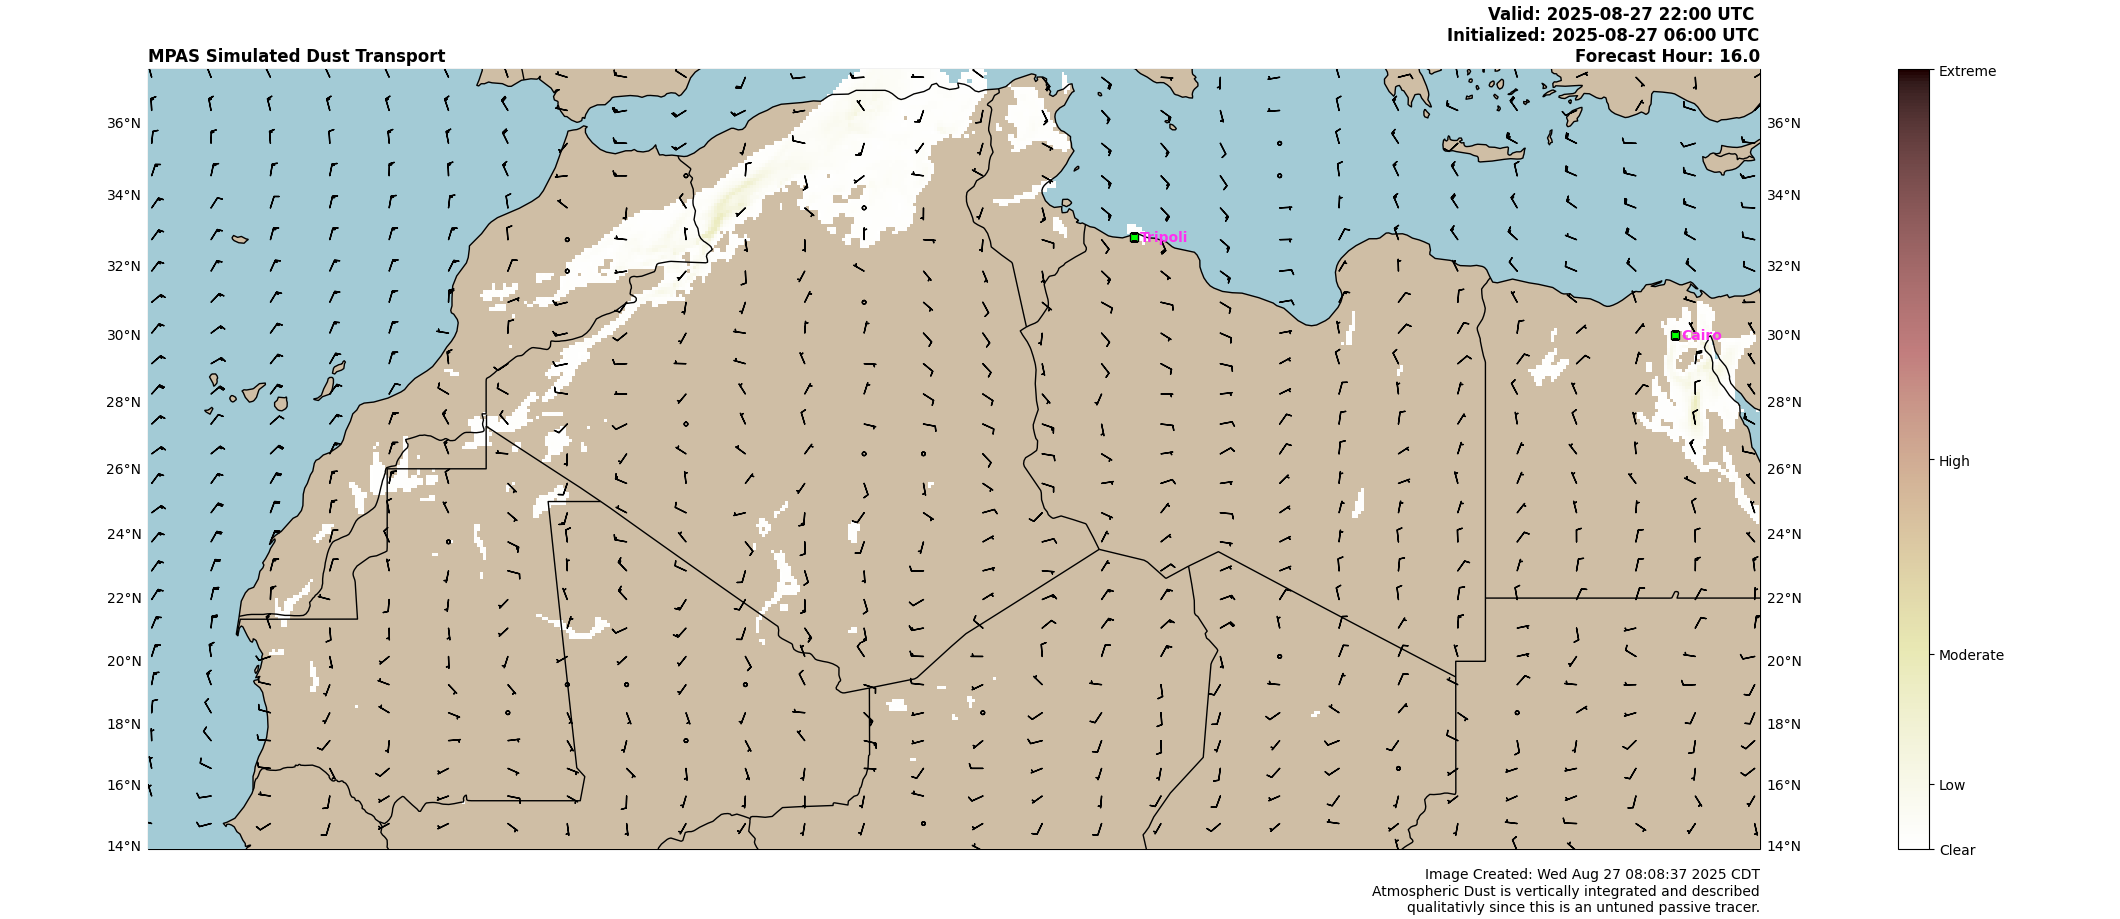 Valid: 2025-08-27 22:00 UTC
Initialized: 2025-08-27 06:00 UTC
MPAS Simulated Dust Transport
Forecast Hour: 16.0
Extreme
36°N
36°N
34°N
34°N
Tripoli
32°N
32°N
30°N
Cairo
30°N
28°N
28°N
26°N
26°N
High
24°N
24°N
22°N
22°N
20°N
20°N
Moderate
18°N
18°N
16°N
16°N
Low
14°N
14°N
Clear
Image Created: Wed Aug 27 08:08:37 2025 CDT
Atmospheric Dust is vertically integrated and described
qualitativly since this is an untuned passive tracer.